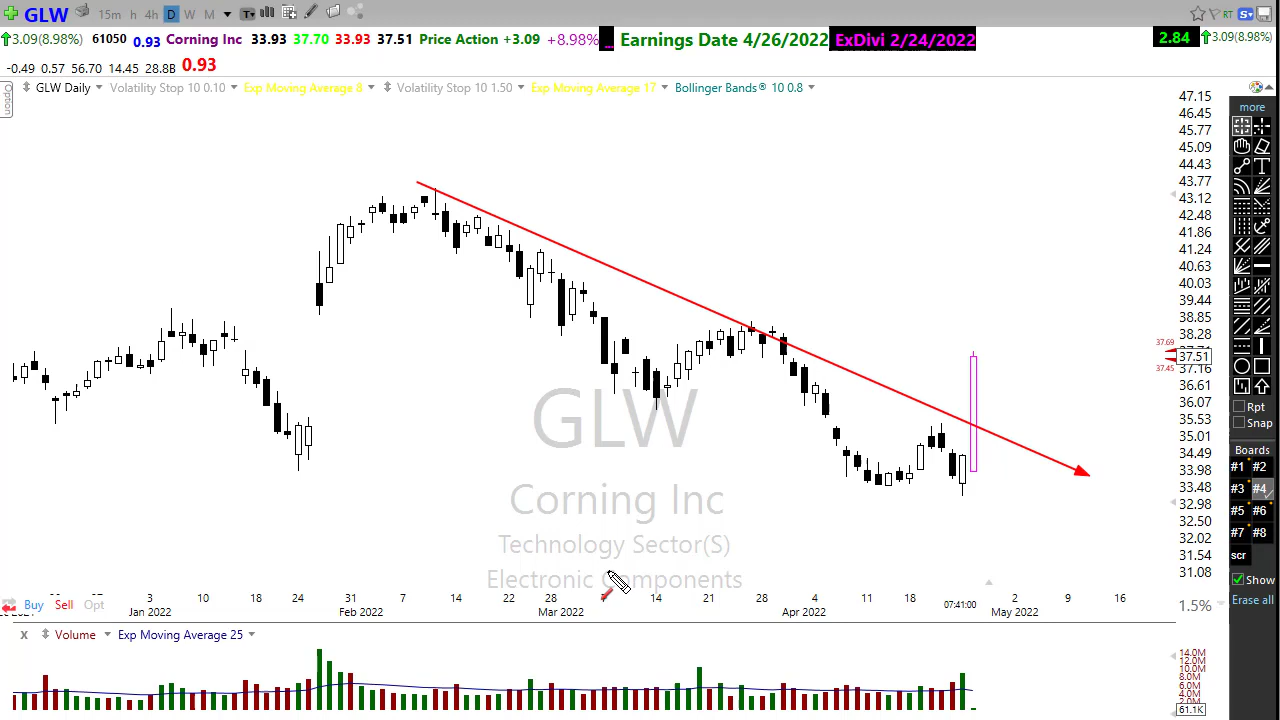 GLW 15m h 4h D W M T RT S
3.09(8.98%) 61050 0.93 Corning Inc 33.93 37.70 33.93 37.51 Price Action +3.09 +8.98% ... Earnings Date 4/26/2022 ExDivi 2/24/2022 2.84 3.09(8.98%)
-0.49 0.57 56.70 14.45 28.8B 0.93
Option
GLW Daily Volatility Stop 10 0.10 Exp Moving Average 8 Volatility Stop 10 1.50 Exp Moving Average 17 Bollinger Bands® 10 0.8
47.15
46.45
45.77
45.09
44.43
43.77
43.12
42.48
41.86
41.24
40.63
40.03
39.44
38.85
38.28
37.69
37.51
37.45
37.16
36.61
36.07
35.53
35.01
34.49
33.98
33.48
32.98
32.50
32.02
31.54
31.08
1.5%
more
T
Rpt
Snap
Boards
#1 #2
#3 #4
#5 #6
#7 #8
scr
Show
Erase all
GLW
Corning Inc
Technology Sector(S)
Electronic Components
Buy Sell Opt
3 10 18 24 7 14 22 28 14 21 28 4 11 18 07:41:00 2 9 16
Jan 2022 Feb 2022 Mar 2022 Apr 2022 May 2022
X Volume Exp Moving Average 25
14.0M
12.0M
10.0M
8.0M
6.0M
4.0M
2.0M
61.1K